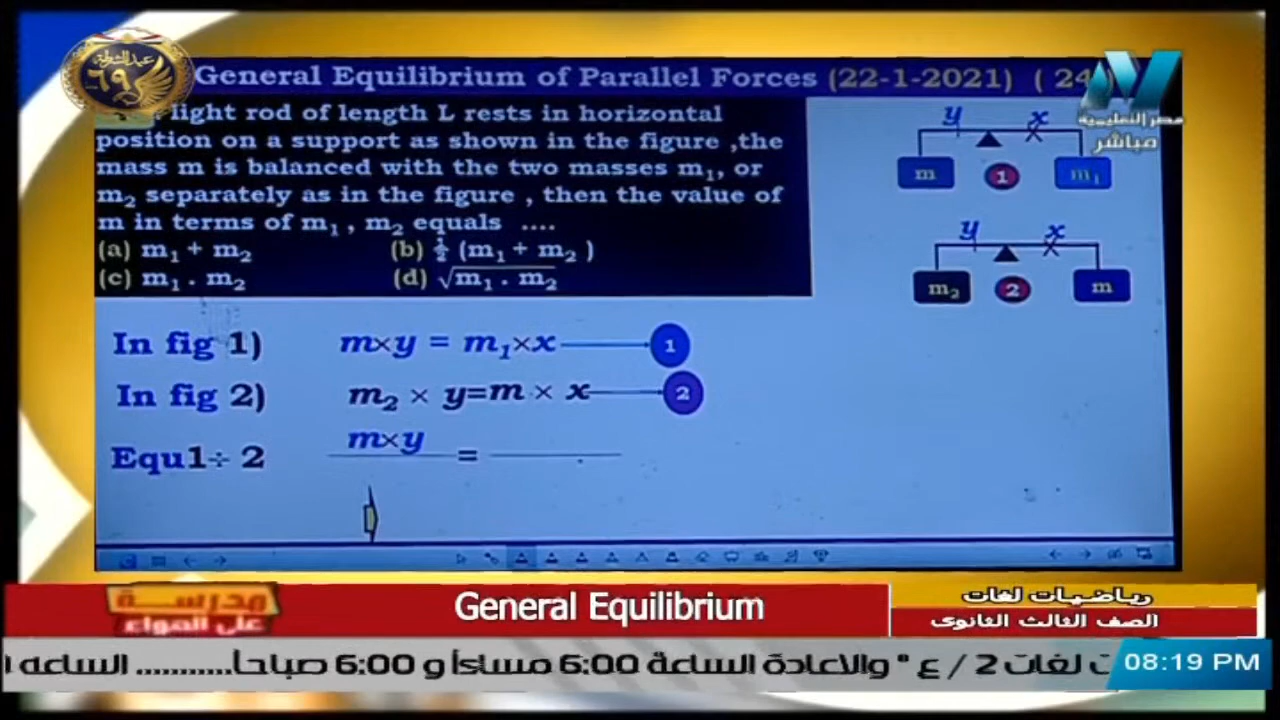 عيد الشرطة
٦٩
General Equilibrium of Parallel Forces (22-1-2021) ( 24
مصر التعليمية
مباشر
light rod of length L rests in horizontal
position on a support as shown in the figure ,the
mass m is balanced with the two masses m₁, or
m₂ separately as in the figure , then the value of
m in terms of m₁ , m₂ equals ....
(a) m₁ + m₂ (b) ½ (m₁ + m₂ )
(c) m₁ . m₂ (d) √m₁ . m₂
y x
m 1 m₁
y x
m₂ 2 m
In fig 1) m×y = m₁×x 1
In fig 2) m₂ × y=m × x 2
Equ1÷ 2 m×y =
مدرسة
على الهواء
General Equilibrium
رياضيات لغات
الصف الثالث الثانوى
لغات 2 / ع " والاعادة الساعة 6:00 مساءاً و 6:00 صباحاً.......... الساعه
08:19 PM